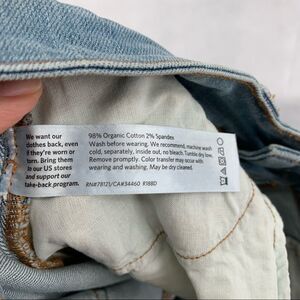 We want our
clothes back, even
if they're worn or
torn. Bring them
to our US stores
and support our
take-back program.
98% Organic Cotton 2% Spandex
Wash before wearing. We recommend, machine wash
cold, separately, inside out, no bleach. Tumble dry low.
Remove promptly. Color transfer may occur with
wearing and washing. May be dry cleaned.
RN#78121/CA#34460 R188D